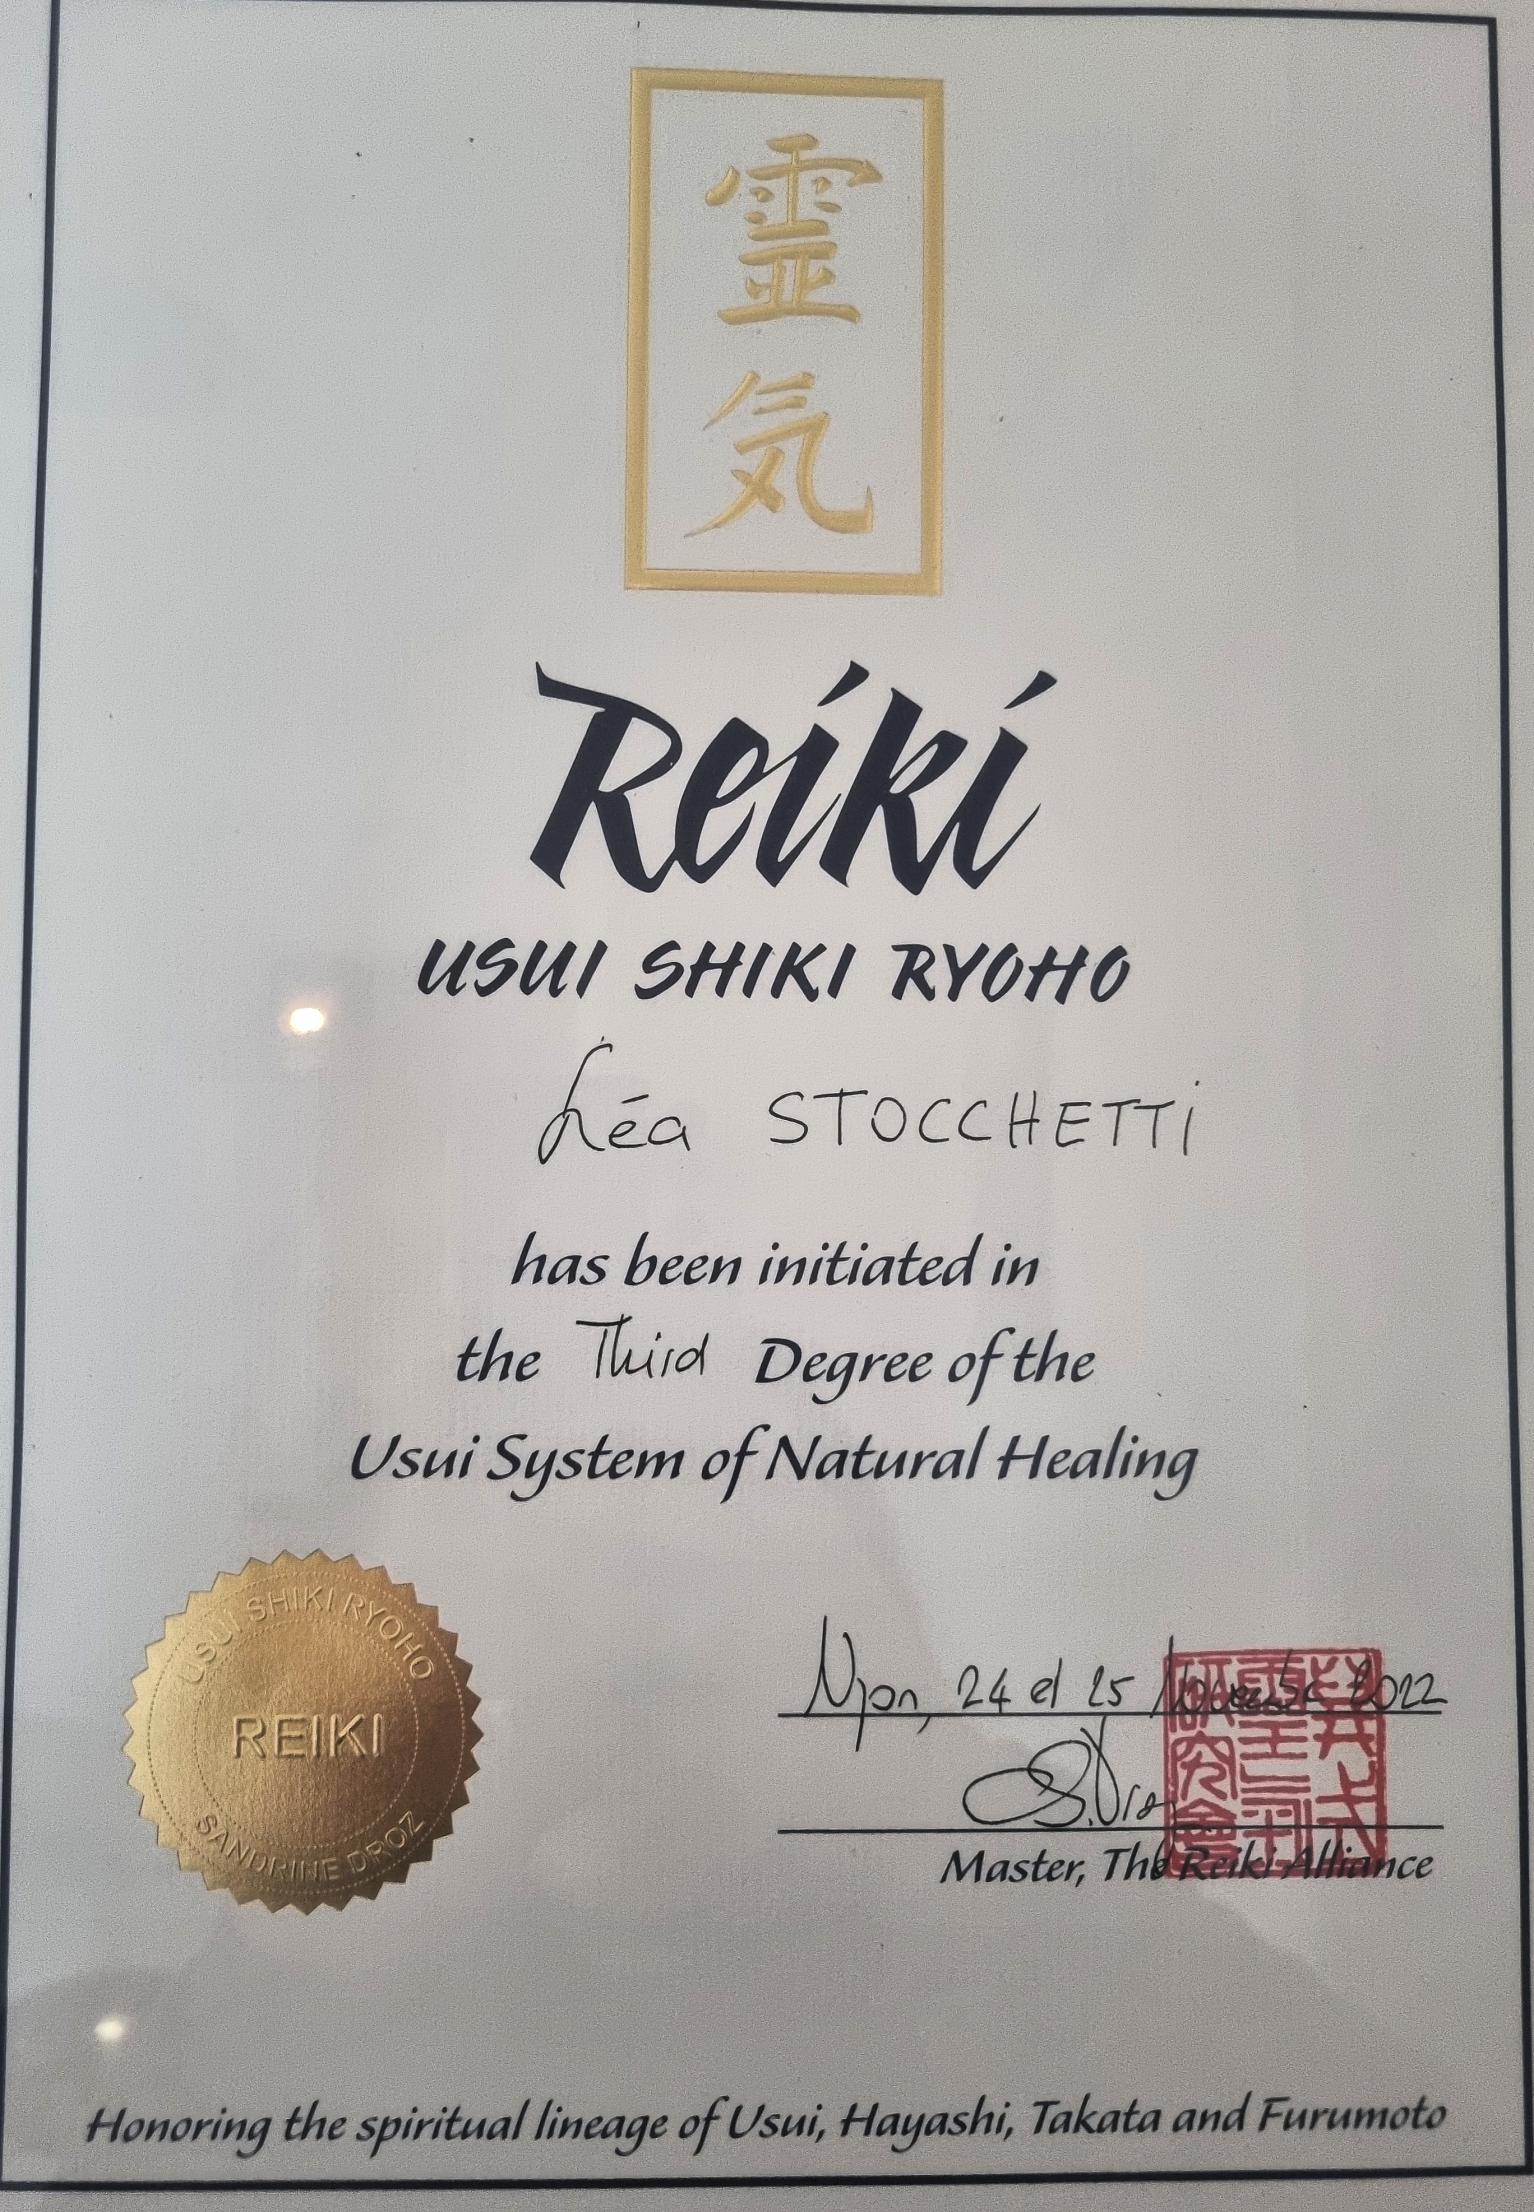 霊
気
Reiki
USUI SHIKI RYOHO
Léa STOCCHETTi
has been initiated in
the Third Degree of the
Usui System of Natural Healing
USUI SHIKI RYOHO
REIKI
SANDRINE DROZ
Nyon, 24 et 25 Novembre 2022
S. Droz
Master, The Reiki Alliance
Honoring the spiritual lineage of Usui, Hayashi, Takata and Furumoto